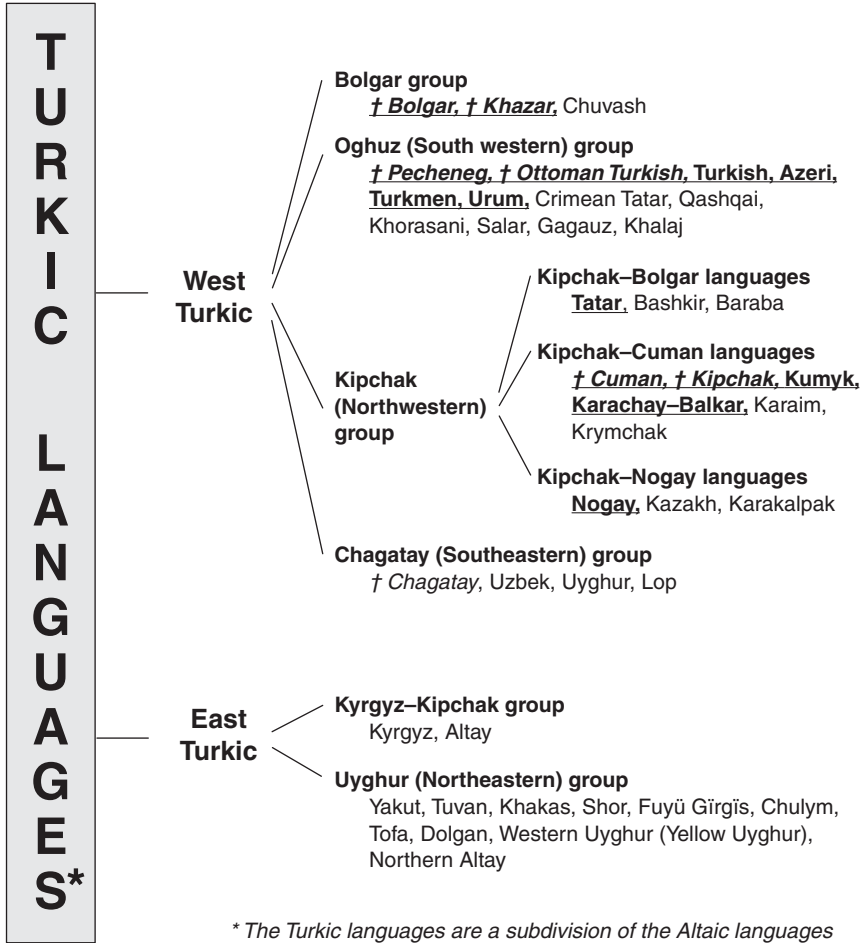 TURKIC LANGUAGES*
West
Turkic
Bolgar group
† Bolgar, † Khazar, Chuvash
Oghuz (South western) group
† Pecheneg, † Ottoman Turkish, Turkish, Azeri,
Turkmen, Urum, Crimean Tatar, Qashqai,
Khorasani, Salar, Gagauz, Khalaj
Kipchak
(Northwestern)
group
Kipchak–Bolgar languages
Tatar, Bashkir, Baraba
Kipchak–Cuman languages
† Cuman, † Kipchak, Kumyk,
Karachay–Balkar, Karaim,
Krymchak
Kipchak–Nogay languages
Nogay, Kazakh, Karakalpak
Chagatay (Southeastern) group
† Chagatay, Uzbek, Uyghur, Lop
East
Turkic
Kyrgyz–Kipchak group
Kyrgyz, Altay
Uyghur (Northeastern) group
Yakut, Tuvan, Khakas, Shor, Fuyü Gïrgïs, Chulym,
Tofa, Dolgan, Western Uyghur (Yellow Uyghur),
Northern Altay
* The Turkic languages are a subdivision of the Altaic languages